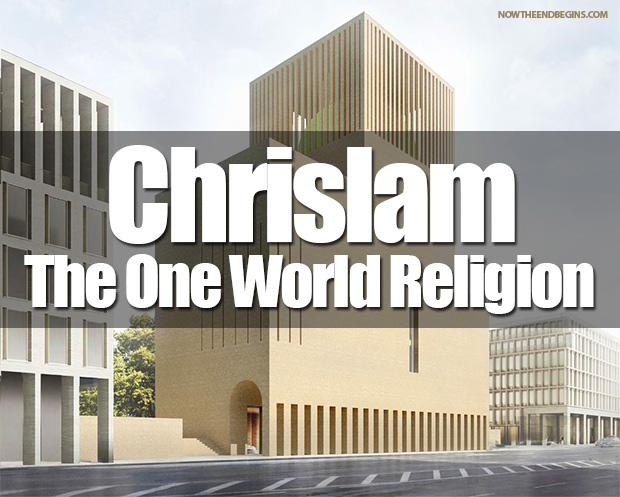 NOWTHEENDBEGINS.COM
Chrislam
The One World Religion